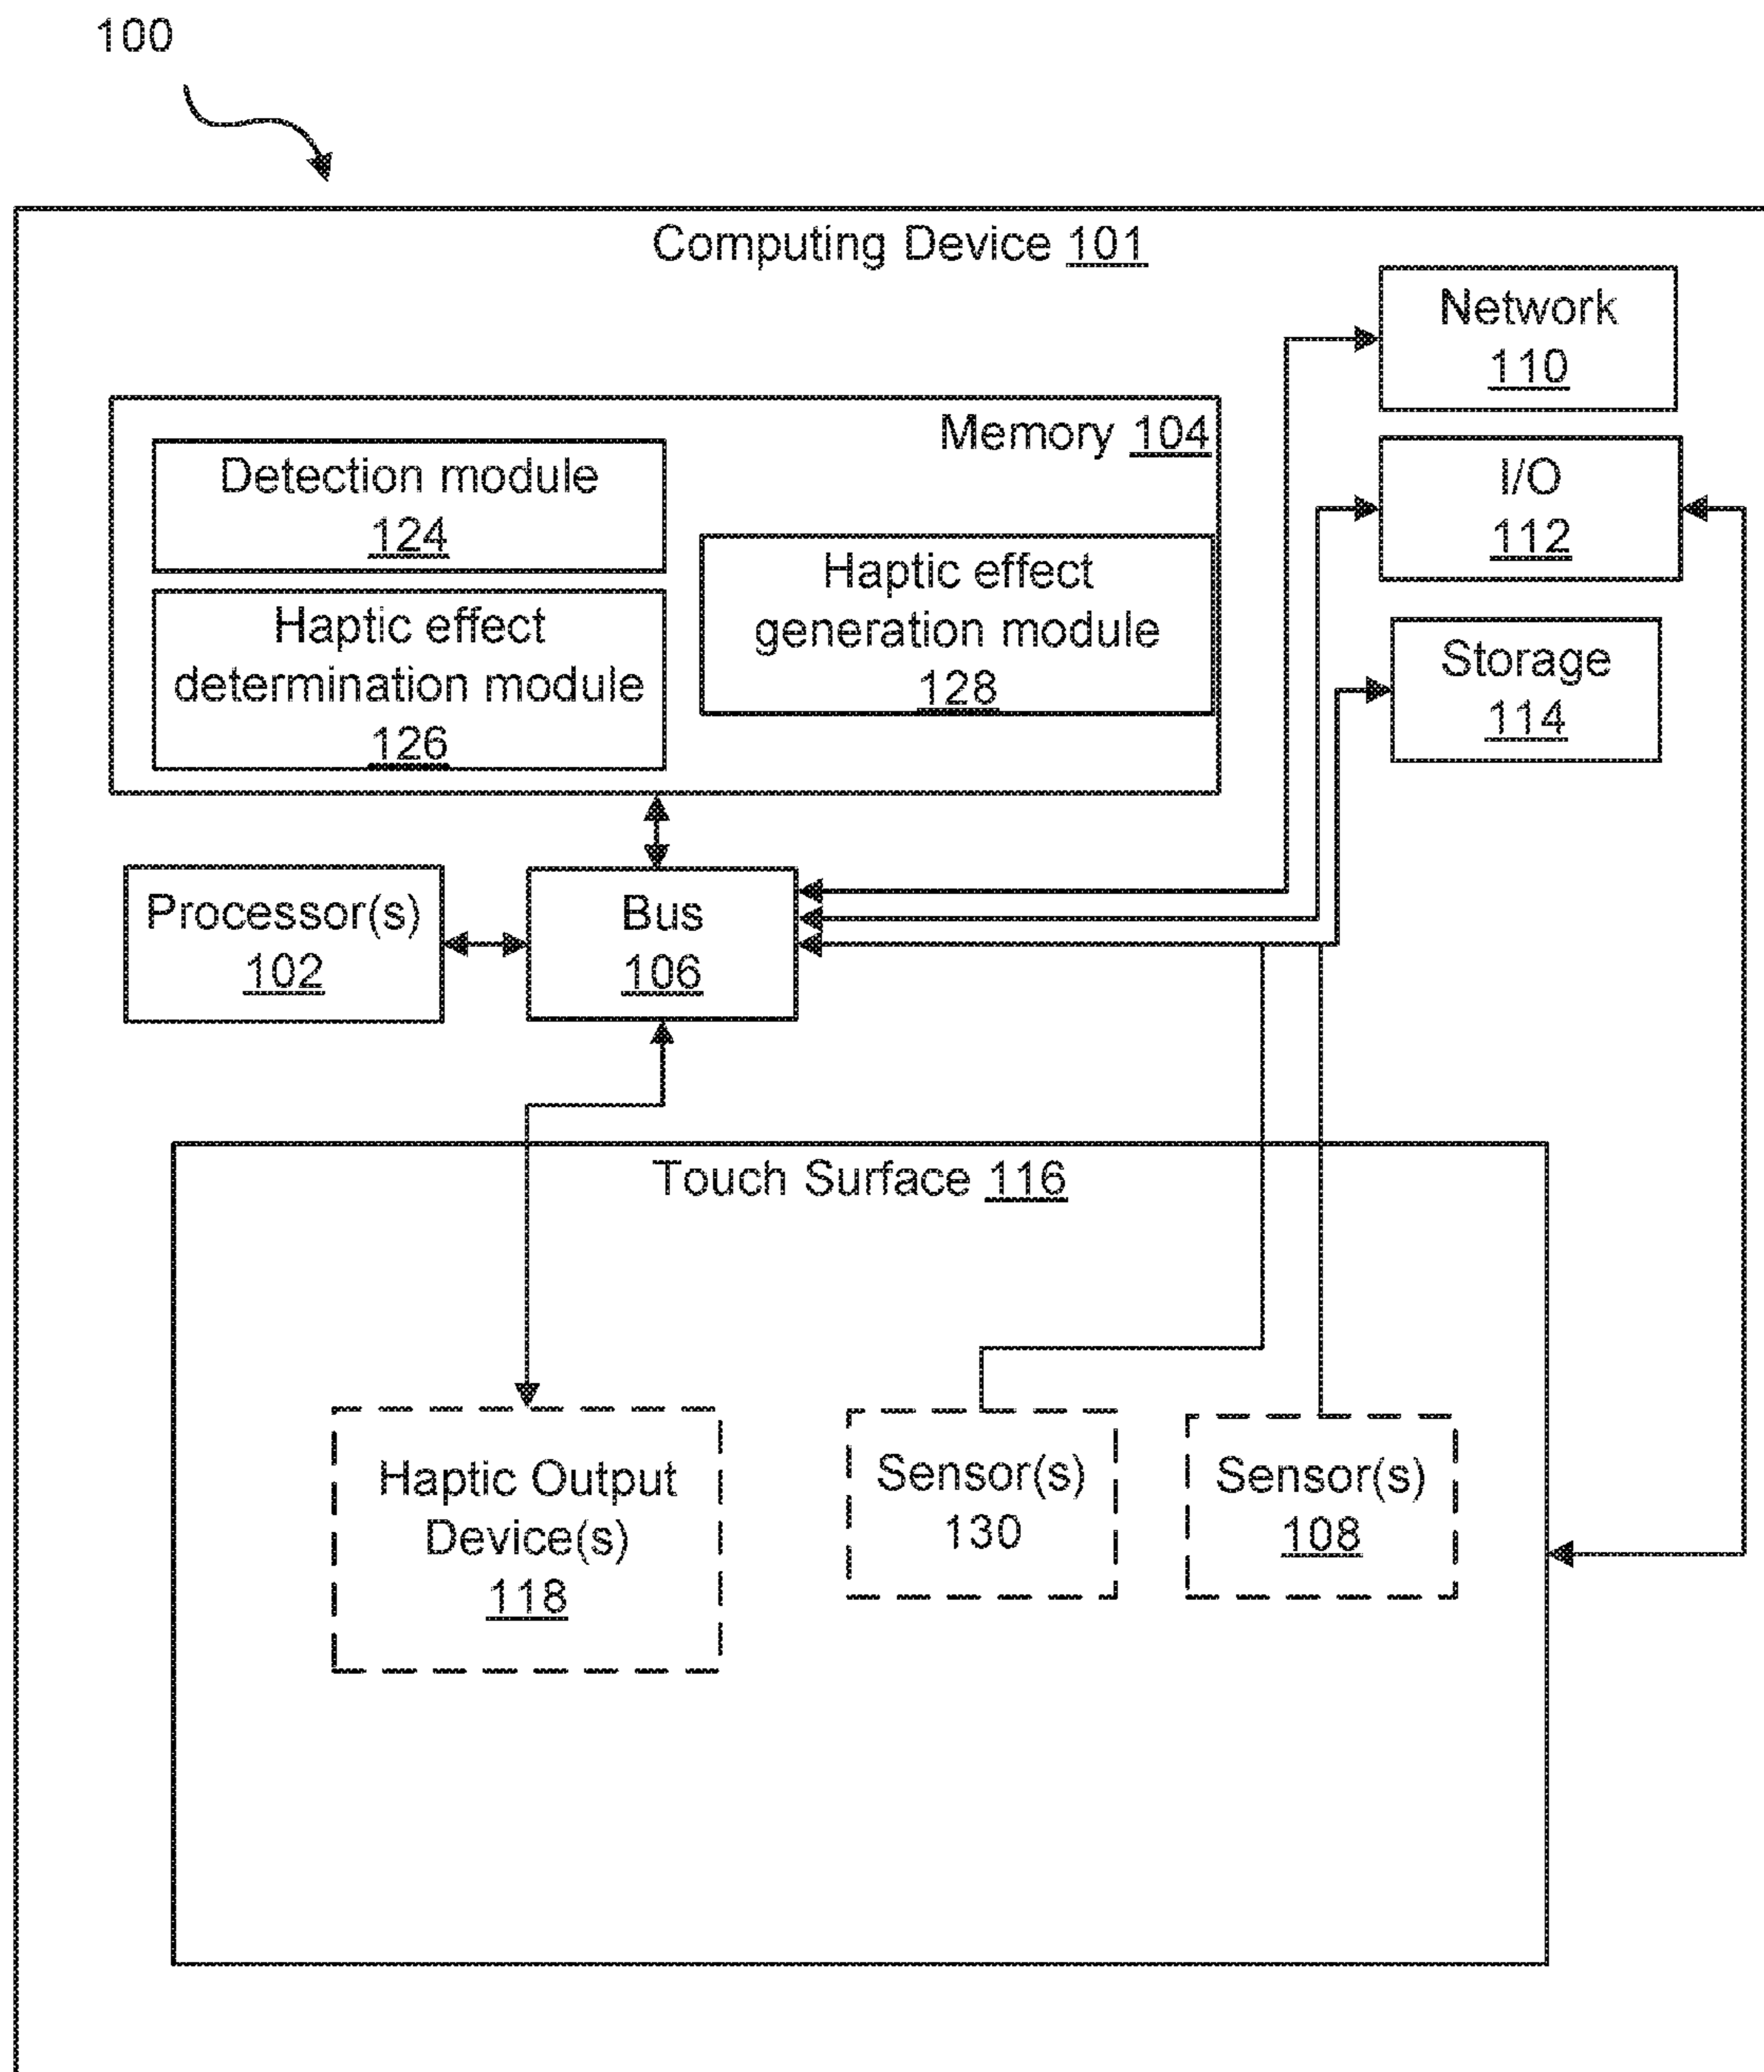 100
Computing Device 101
Network
110
Memory 104
Detection module
124
I/O
112
Haptic effect
generation module
128
Haptic effect
determination module
126
Storage
114
Processor(s)
102
Bus
106
Touch Surface 116
Haptic Output
Device(s)
118
Sensor(s)
130
Sensor(s)
108